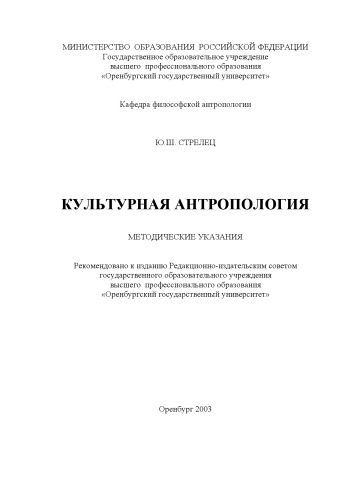 МИНИСТЕРСТВО ОБРАЗОВАНИЯ РОССИЙСКОЙ ФЕДЕРАЦИИ
Государственное образовательное учреждение
высшего профессионального образования
«Оренбургский государственный университет»
Кафедра философской антропологии
Ю.Ш. СТРЕЛЕЦ
КУЛЬТУРНАЯ АНТРОПОЛОГИЯ
МЕТОДИЧЕСКИЕ УКАЗАНИЯ
Рекомендовано к изданию Редакционно-издательским советом
государственного образовательного учреждения
высшего профессионального образования
«Оренбургский государственный университет»
Оренбург 2003